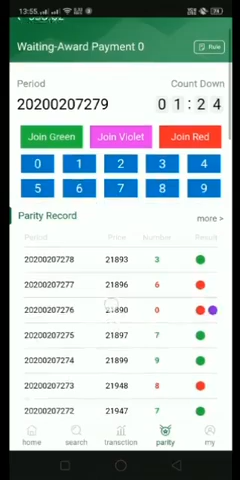 13:55
Waiting-Award Payment 0
Rule
Period
Count Down
20200207279
0 1 : 2 4
Join Green
Join Violet
Join Red
0 1 2 3 4
5 6 7 8 9
Parity Record
more >
Period Price Number Result
20200207278 21893 3
20200207277 21896 6
20200207276 21890 0
20200207275 21897 7
20200207274 21899 9
20200207273 21948 8
20200207272 21947 7
home search transction parity my